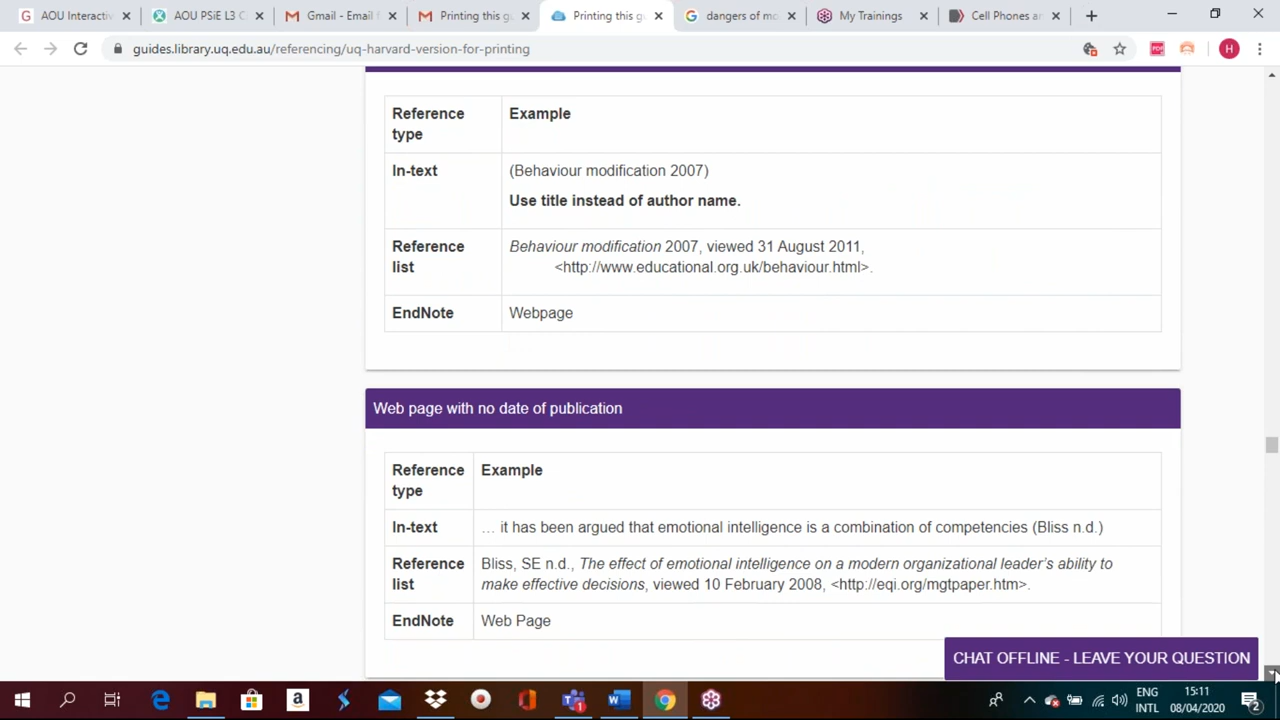 AOU Interactiv
AOU PSiE L3 C
Gmail - Email f
Printing this g
Printing this g
dangers of mo
My Trainings
Cell Phones ar
guides.library.uq.edu.au/referencing/uq-harvard-version-for-printing
PDF
H
Reference type
Example
In-text
(Behaviour modification 2007)
Use title instead of author name.
Reference list
Behaviour modification 2007, viewed 31 August 2011,
<http://www.educational.org.uk/behaviour.html>.
EndNote
Webpage
Web page with no date of publication
Reference type
Example
In-text
… it has been argued that emotional intelligence is a combination of competencies (Bliss n.d.)
Reference list
Bliss, SE n.d., The effect of emotional intelligence on a modern organizational leader's ability to
make effective decisions, viewed 10 February 2008, <http://eqi.org/mgtpaper.htm>.
EndNote
Web Page
CHAT OFFLINE - LEAVE YOUR QUESTION
ENG
INTL
15:11
08/04/2020
2